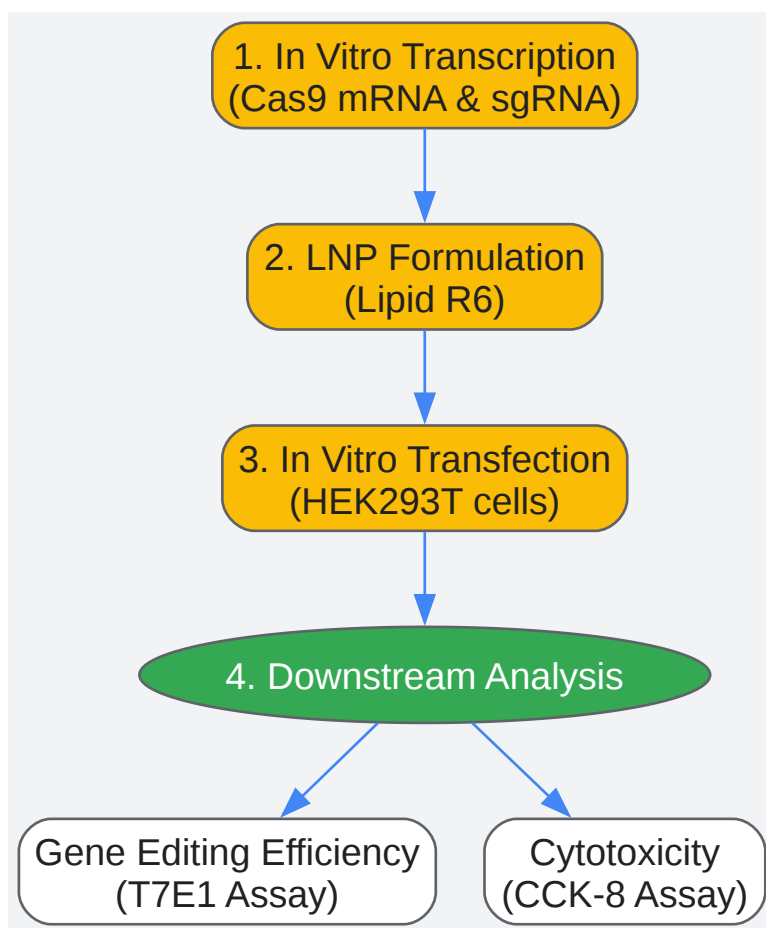 1. In Vitro Transcription
(Cas9 mRNA & sgRNA)
2. LNP Formulation
(Lipid R6)
3. In Vitro Transfection
(HEK293T cells)
4. Downstream Analysis
Gene Editing Efficiency
(T7E1 Assay)
Cytotoxicity
(CCK-8 Assay)